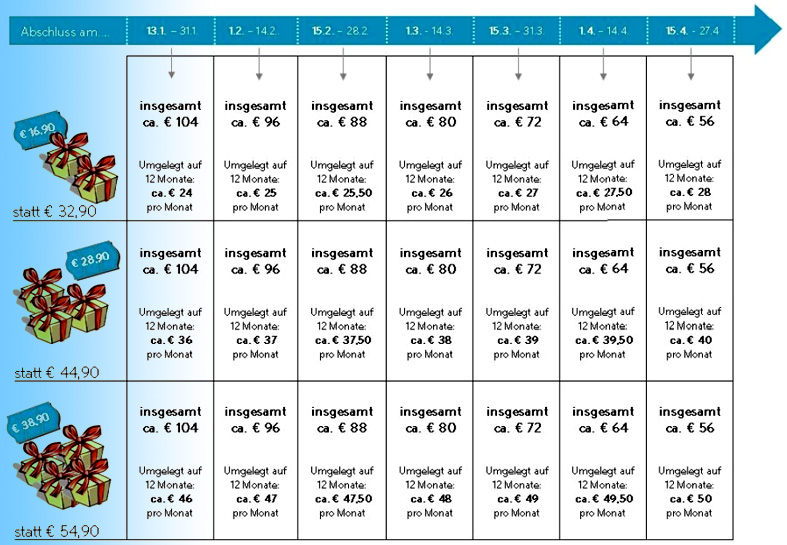 Abschluss am... 13.1. – 31.1. 1.2. – 14.2. 15.2. – 28.2. 1.3. – 14.3. 15.3. – 31.3. 1.4. – 14.4. 15.4. – 27.4
€ 16,90
statt € 32,90
insgesamt insgesamt insgesamt insgesamt insgesamt insgesamt insgesamt
ca. € 104 ca. € 96 ca. € 88 ca. € 80 ca. € 72 ca. € 64 ca. € 56
Umgelegt auf Umgelegt auf Umgelegt auf Umgelegt auf Umgelegt auf Umgelegt auf Umgelegt auf
12 Monate: 12 Monate: 12 Monate: 12 Monate: 12 Monate: 12 Monate: 12 Monate:
ca. € 24 ca. € 25 ca. € 25,50 ca. € 26 ca. € 27 ca. € 27,50 ca. € 28
pro Monat pro Monat pro Monat pro Monat pro Monat pro Monat pro Monat
€ 28,90
statt € 44,90
insgesamt insgesamt insgesamt insgesamt insgesamt insgesamt insgesamt
ca. € 104 ca. € 96 ca. € 88 ca. € 80 ca. € 72 ca. € 64 ca. € 56
Umgelegt auf Umgelegt auf Umgelegt auf Umgelegt auf Umgelegt auf Umgelegt auf Umgelegt auf
12 Monate: 12 Monate: 12 Monate: 12 Monate: 12 Monate: 12 Monate: 12 Monate:
ca. € 36 ca. € 37 ca. € 37,50 ca. € 38 ca. € 39 ca. € 39,50 ca. € 40
pro Monat pro Monat pro Monat pro Monat pro Monat pro Monat pro Monat
€ 38,90
statt € 54,90
insgesamt insgesamt insgesamt insgesamt insgesamt insgesamt insgesamt
ca. € 104 ca. € 96 ca. € 88 ca. € 80 ca. € 72 ca. € 64 ca. € 56
Umgelegt auf Umgelegt auf Umgelegt auf Umgelegt auf Umgelegt auf Umgelegt auf Umgelegt auf
12 Monate: 12 Monate: 12 Monate: 12 Monate: 12 Monate: 12 Monate: 12 Monate:
ca. € 46 ca. € 47 ca. € 47,50 ca. € 48 ca. € 49 ca. € 49,50 ca. € 50
pro Monat pro Monat pro Monat pro Monat pro Monat pro Monat pro Monat